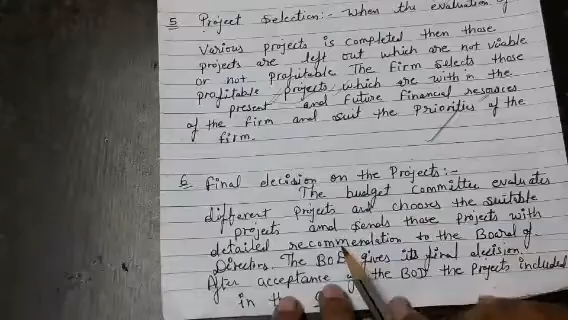 5 Project Selection:- When the evaluation of
Various projects is completed then those
projects are left out which are not viable
or not profitable The firm selects those
profitable projects which are with in the
present and future financial resources
of the firm and suit the priorities of the
firm.
6. final decision on the Projects:-
The budget Committee evaluates
different projects and chooses the suitable
projects and sends those projects with
detailed recommendation to the Board of
Directors. The BOD gives its final decision.
After acceptance the BOD the Projects included
in the